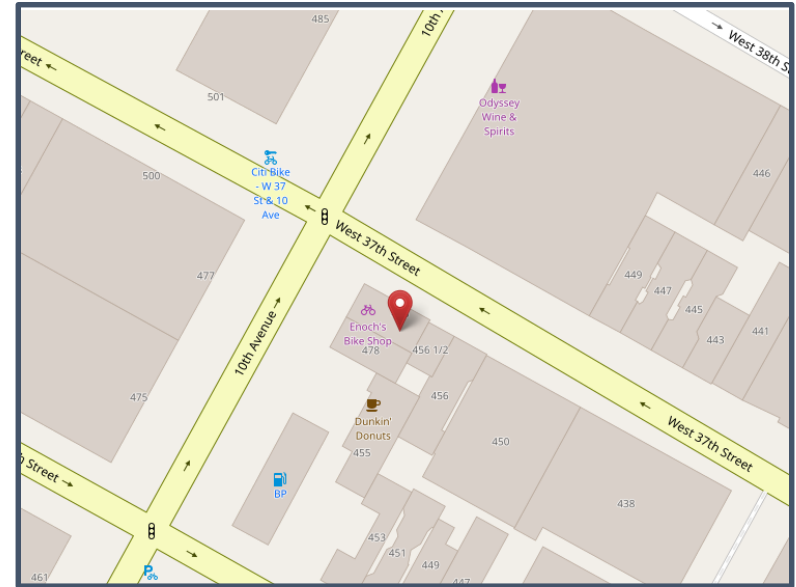 485
10th
West 38th S
reet
Odyssey
Wine &
Spirits
501
Citi Bike
- W 37
St & 10
Ave
500
446
West 37th Street
477
449
447
445
443
441
Enoch's
Bike Shop
478
456 1/2
10th Avenue
475
456
Dunkin'
Donuts
455
450
West 37th Street
h Street
BP
438
453
451
449
447
461
P